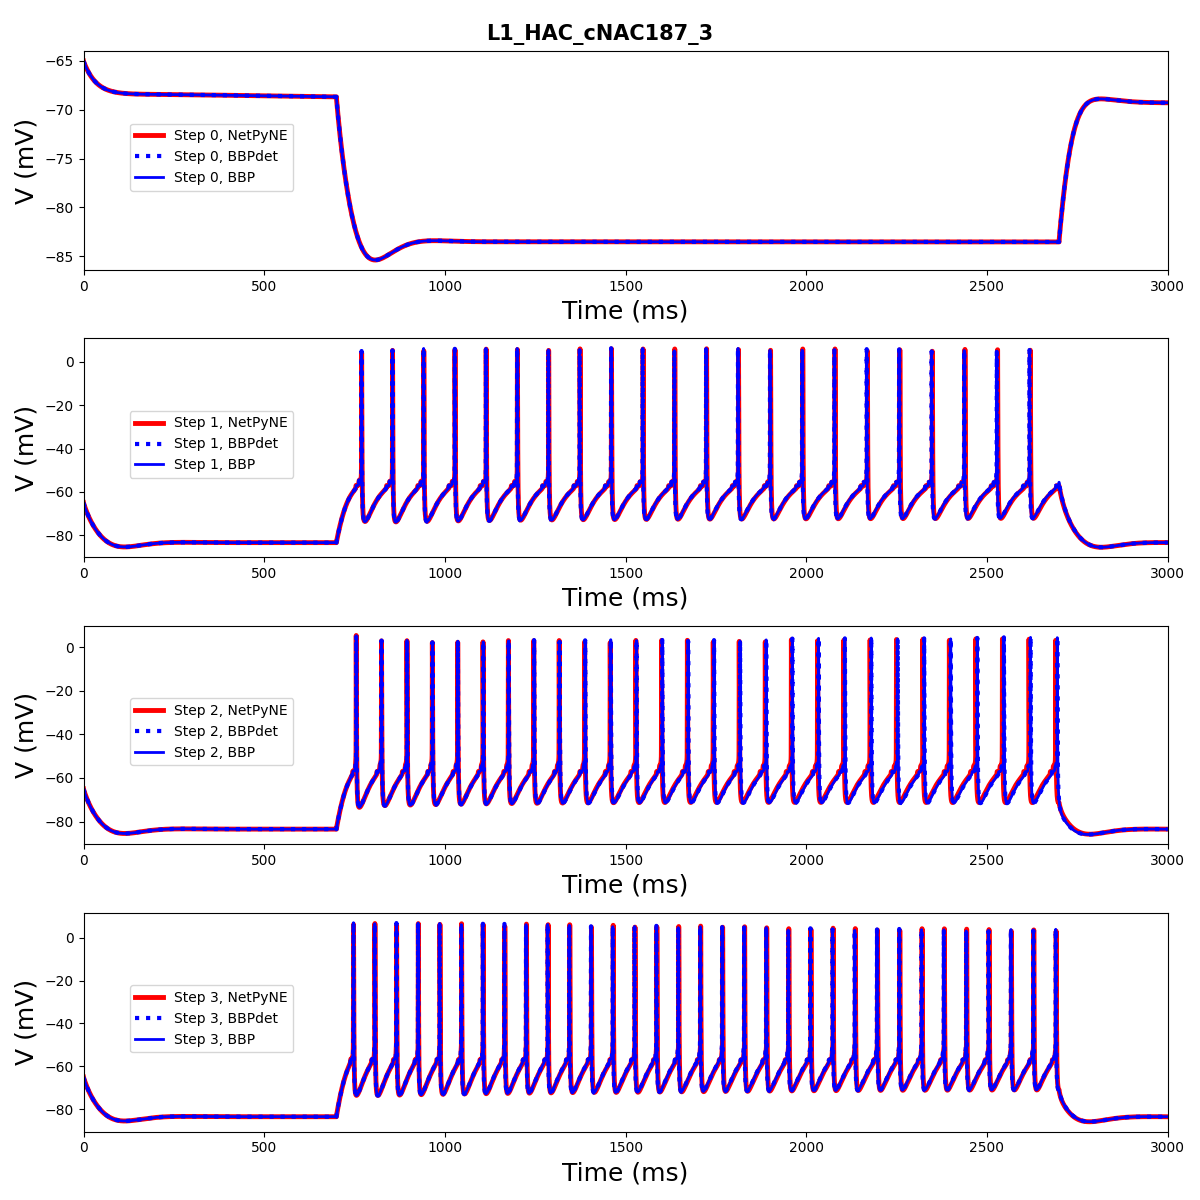 L1_HAC_cNAC187_3
−65
−70
−75
−80
−85
V (mV)
Step 0, NetPyNE
Step 0, BBPdet
Step 0, BBP
0 500 1000 1500 2000 2500 3000
Time (ms)
0
−20
−40
−60
−80
V (mV)
Step 1, NetPyNE
Step 1, BBPdet
Step 1, BBP
0 500 1000 1500 2000 2500 3000
Time (ms)
0
−20
−40
−60
−80
V (mV)
Step 2, NetPyNE
Step 2, BBPdet
Step 2, BBP
0 500 1000 1500 2000 2500 3000
Time (ms)
0
−20
−40
−60
−80
V (mV)
Step 3, NetPyNE
Step 3, BBPdet
Step 3, BBP
0 500 1000 1500 2000 2500 3000
Time (ms)